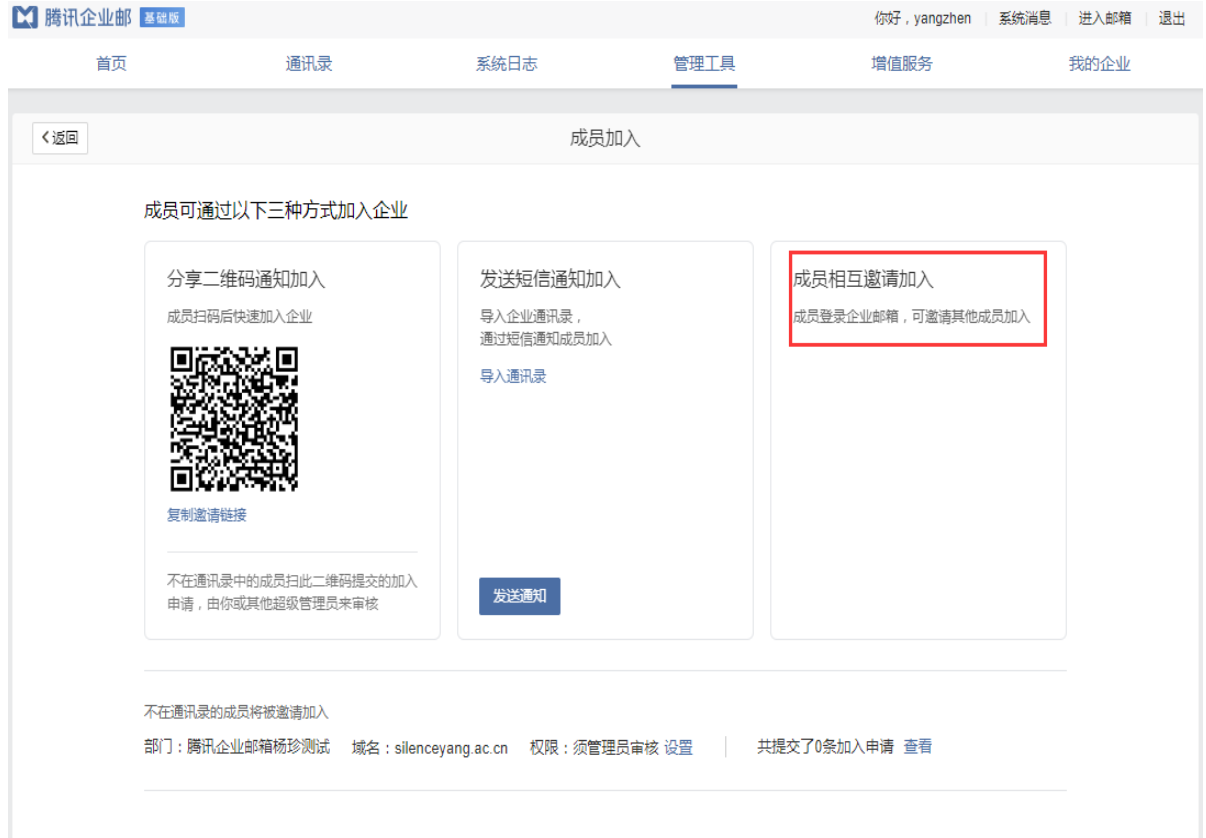 腾讯企业邮 基础版 你好，yangzhen 系统消息 进入邮箱 退出
首页 通讯录 系统日志 管理工具 增值服务 我的企业
返回 成员加入
成员可通过以下三种方式加入企业
分享二维码通知加入
成员扫码后快速加入企业
复制邀请链接
不在通讯录中的成员扫此二维码提交的加入
申请，由你或其他超级管理员来审核
发送短信通知加入
导入企业通讯录，
通过短信通知成员加入
导入通讯录
发送通知
成员相互邀请加入
成员登录企业邮箱，可邀请其他成员加入
不在通讯录的成员将被邀请加入
部门：腾讯企业邮箱杨珍测试 域名：silenceyang.ac.cn 权限：须管理员审核 设置 共提交了0条加入申请 查看